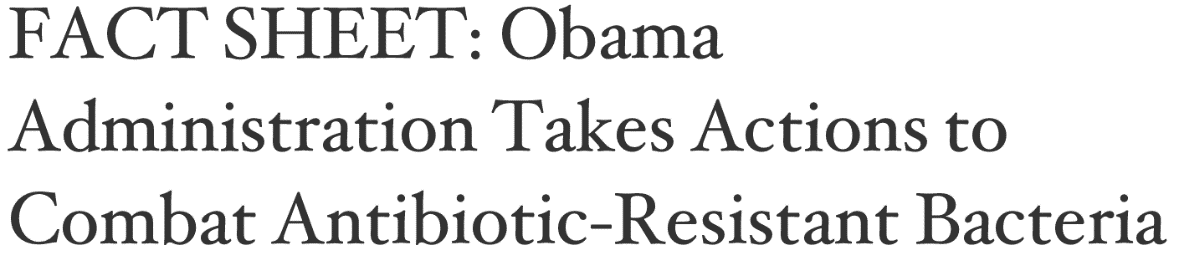 FACT SHEET: Obama
Administration Takes Actions to
Combat Antibiotic-Resistant Bacteria